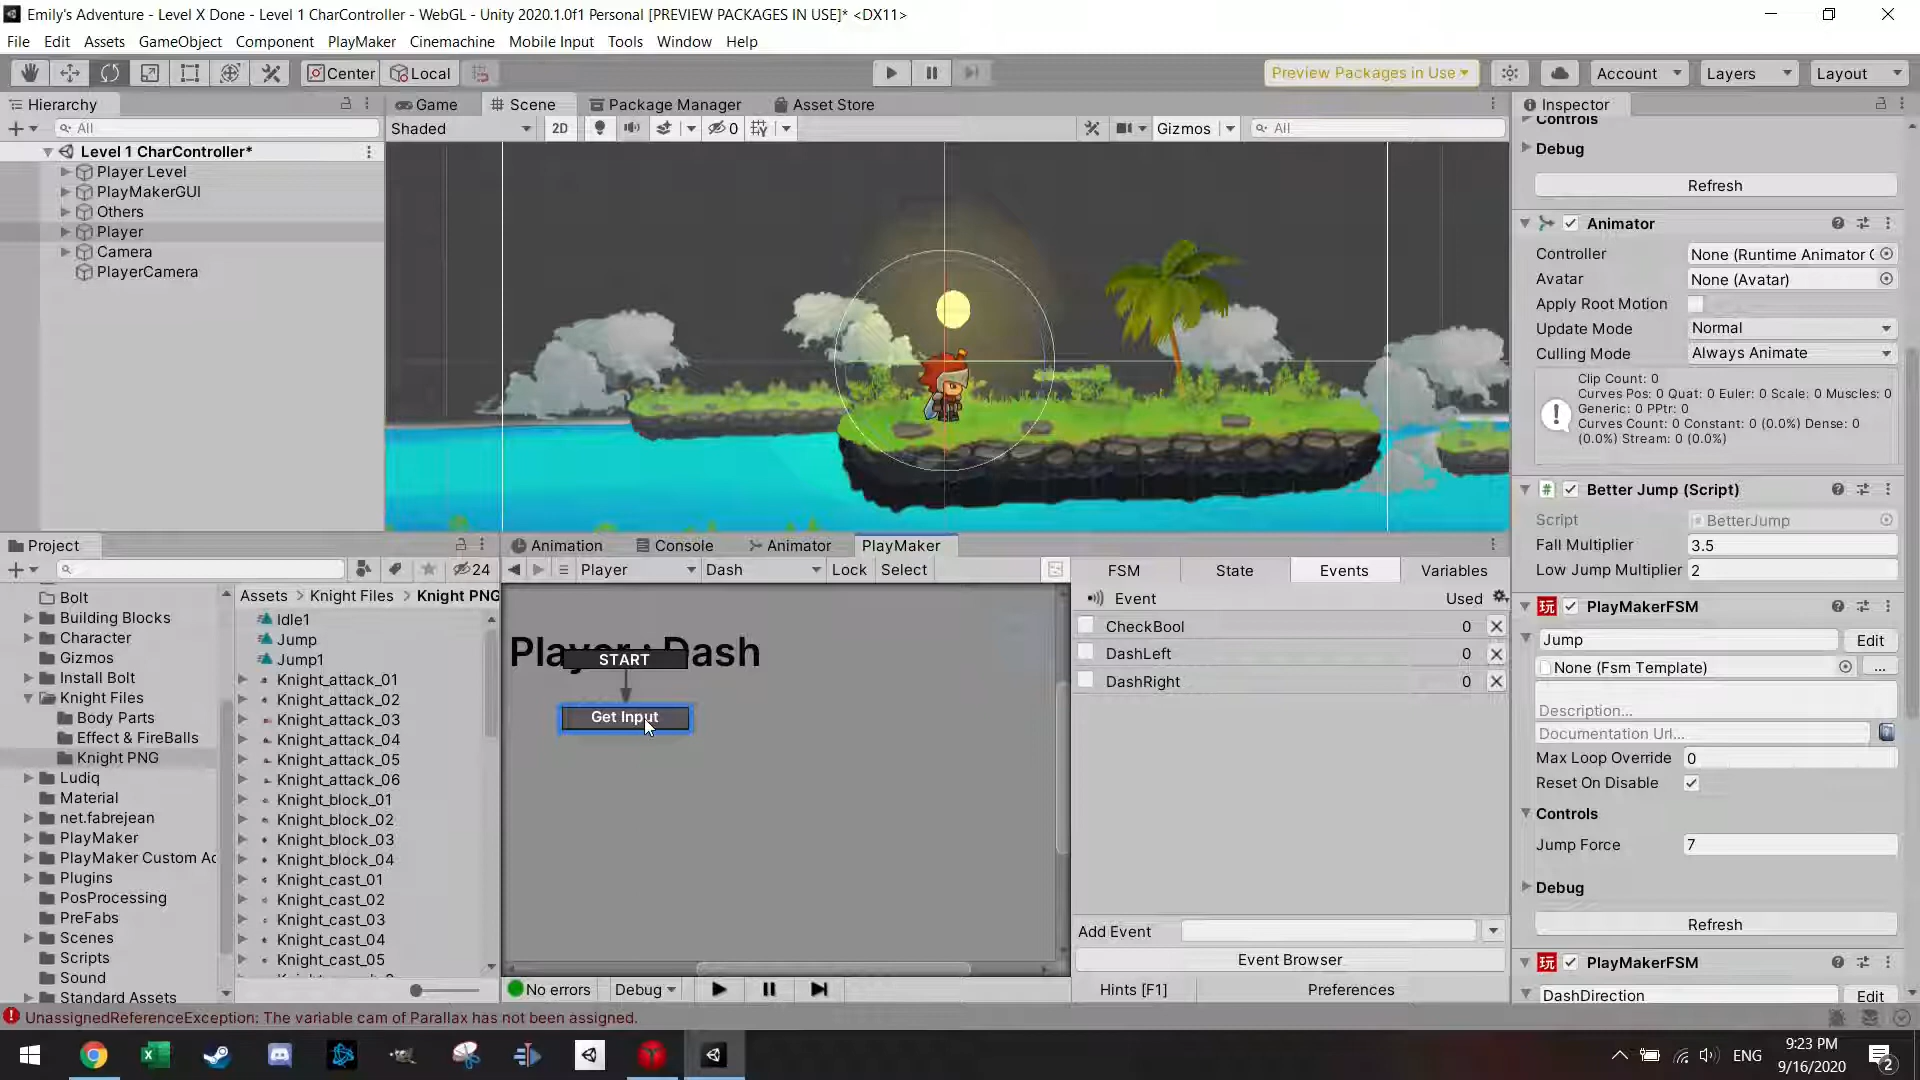 Emily's Adventure - Level X Done - Level 1 CharController - WebGL - Unity 2020.1.0f1 Personal [PREVIEW PACKAGES IN USE]* <DX11>
File Edit Assets GameObject Component PlayMaker Cinemachine Mobile Input Tools Window Help
Center Local
Preview Packages in Use
Account Layers Layout
Hierarchy
All
Level 1 CharController*
Player Level
PlayMakerGUI
Others
Player
Camera
PlayerCamera
Game Scene Package Manager Asset Store
Shaded 2D 0 Gizmos All
Inspector
Controls
Debug
Refresh
Animator
Controller None (Runtime Animator C
Avatar None (Avatar)
Apply Root Motion
Update Mode Normal
Culling Mode Always Animate
Clip Count: 0
Curves Pos: 0 Quat: 0 Euler: 0 Scale: 0 Muscles: 0
Generic: 0 PPtr: 0
Curves Count: 0 Constant: 0 (0.0%) Dense: 0
(0.0%) Stream: 0 (0.0%)
Better Jump (Script)
Script BetterJump
Fall Multiplier 3.5
Low Jump Multiplier 2
PlayMakerFSM
Jump Edit
None (Fsm Template) ...
Description...
Documentation Url...
Max Loop Override 0
Reset On Disable
Controls
Jump Force 7
Debug
Refresh
PlayMakerFSM
DashDirection Edit
Project
24
Bolt
Building Blocks
Character
Gizmos
Install Bolt
Knight Files
Body Parts
Effect & FireBalls
Knight PNG
Ludiq
Material
net.fabrejean
PlayMaker
PlayMaker Custom Ac
Plugins
PosProcessing
PreFabs
Scenes
Scripts
Sound
Standard Assets
Assets > Knight Files > Knight PNG
Idle1
Jump
Jump1
Knight_attack_01
Knight_attack_02
Knight_attack_03
Knight_attack_04
Knight_attack_05
Knight_attack_06
Knight_block_01
Knight_block_02
Knight_block_03
Knight_block_04
Knight_cast_01
Knight_cast_02
Knight_cast_03
Knight_cast_04
Knight_cast_05
Animation Console Animator PlayMaker
Player Dash Lock Select
Player : Dash
START
Get Input
No errors Debug
FSM State Events Variables
Event Used
CheckBool 0
DashLeft 0
DashRight 0
Add Event
Event Browser
Hints [F1] Preferences
UnassignedReferenceException: The variable cam of Parallax has not been assigned.
ENG
9:23 PM
9/16/2020
2